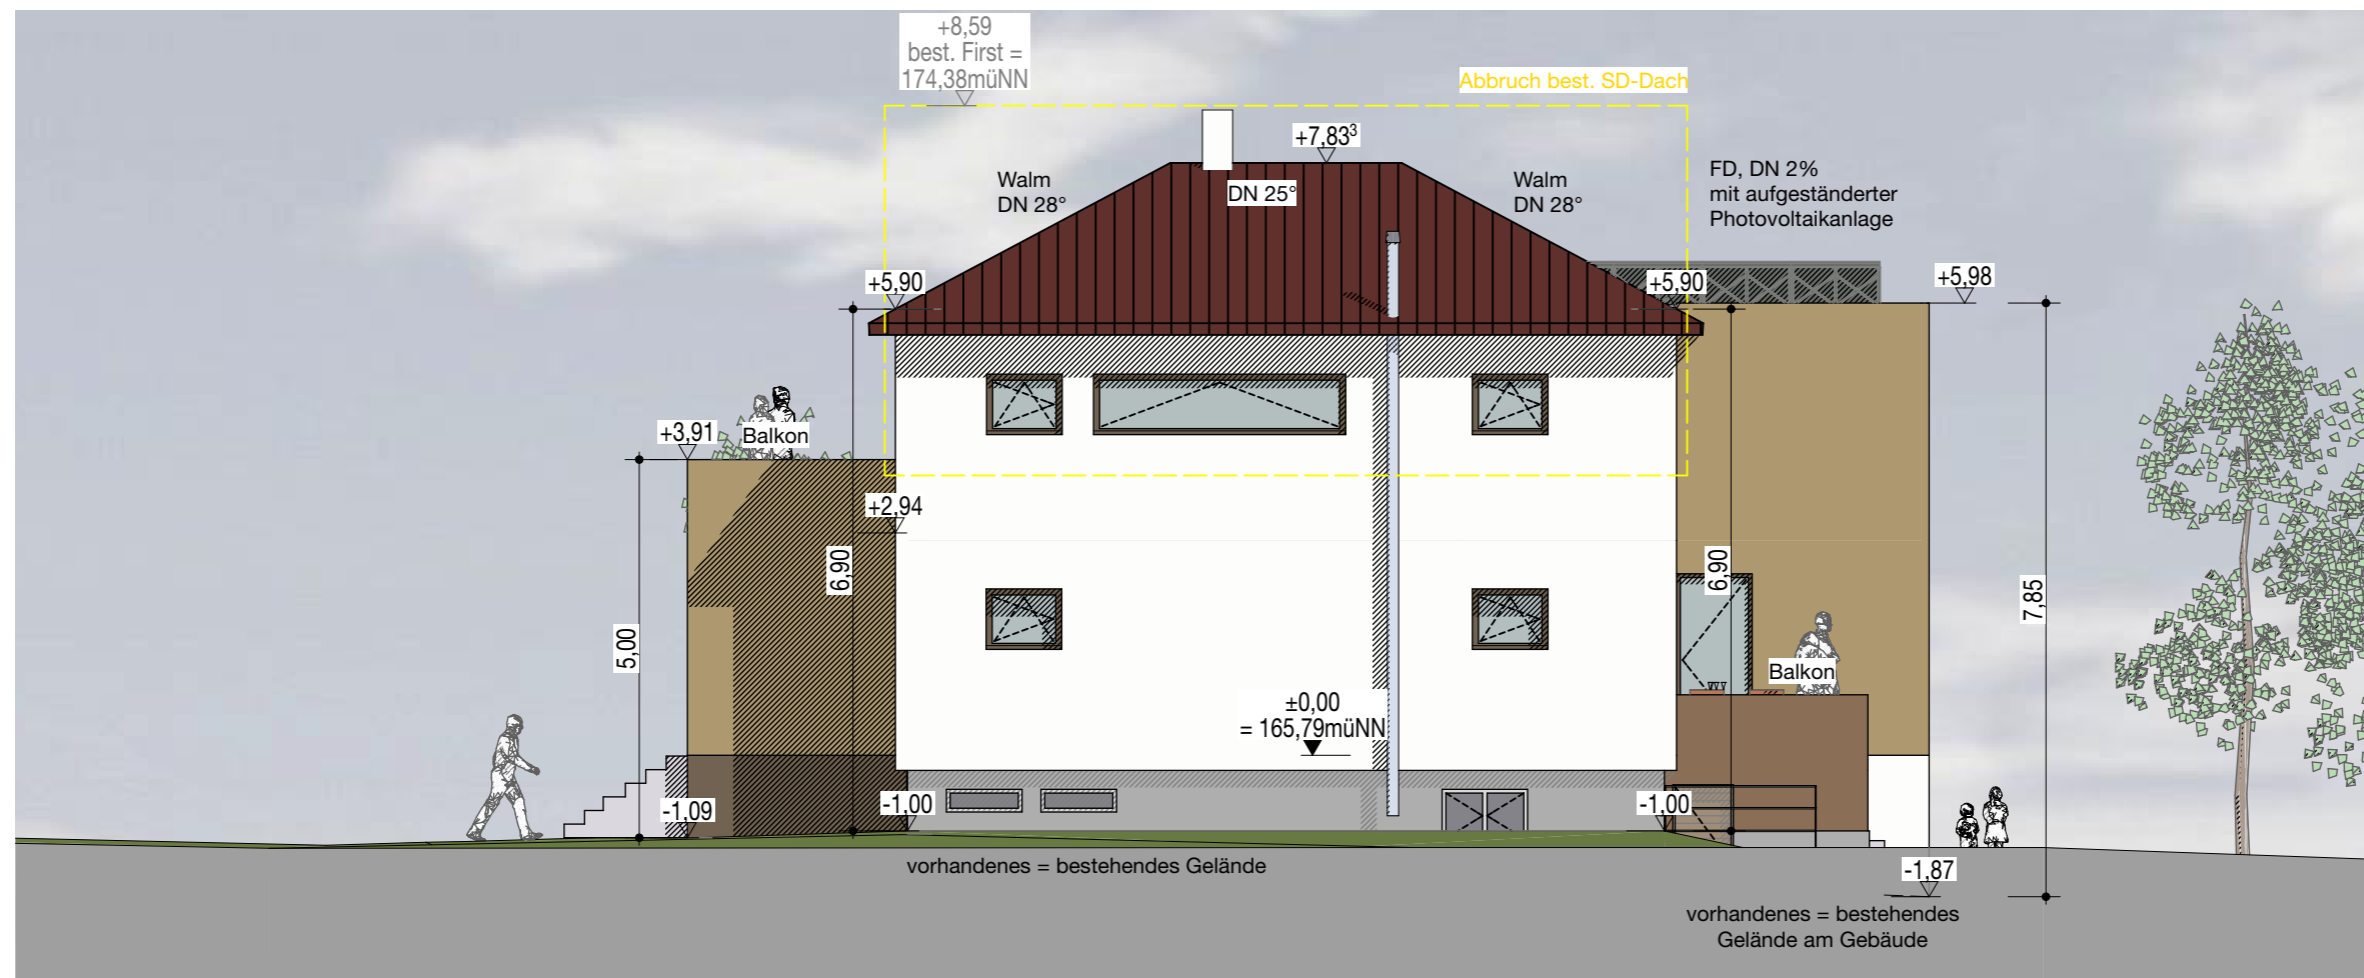 +8,59
best. First =
174,38müNN
Abbruch best. SD-Dach
+7,83³
Walm
DN 28°
DN 25°
Walm
DN 28°
FD, DN 2%
mit aufgeständerter
Photovoltaikanlage
+5,90
+5,90
+5,98
+3,91
Balkon
+2,94
6,90
6,90
7,85
5,00
Balkon
±0,00
= 165,79müNN
-1,09
-1,00
-1,00
vorhandenes = bestehendes Gelände
-1,87
vorhandenes = bestehendes
Gelände am Gebäude